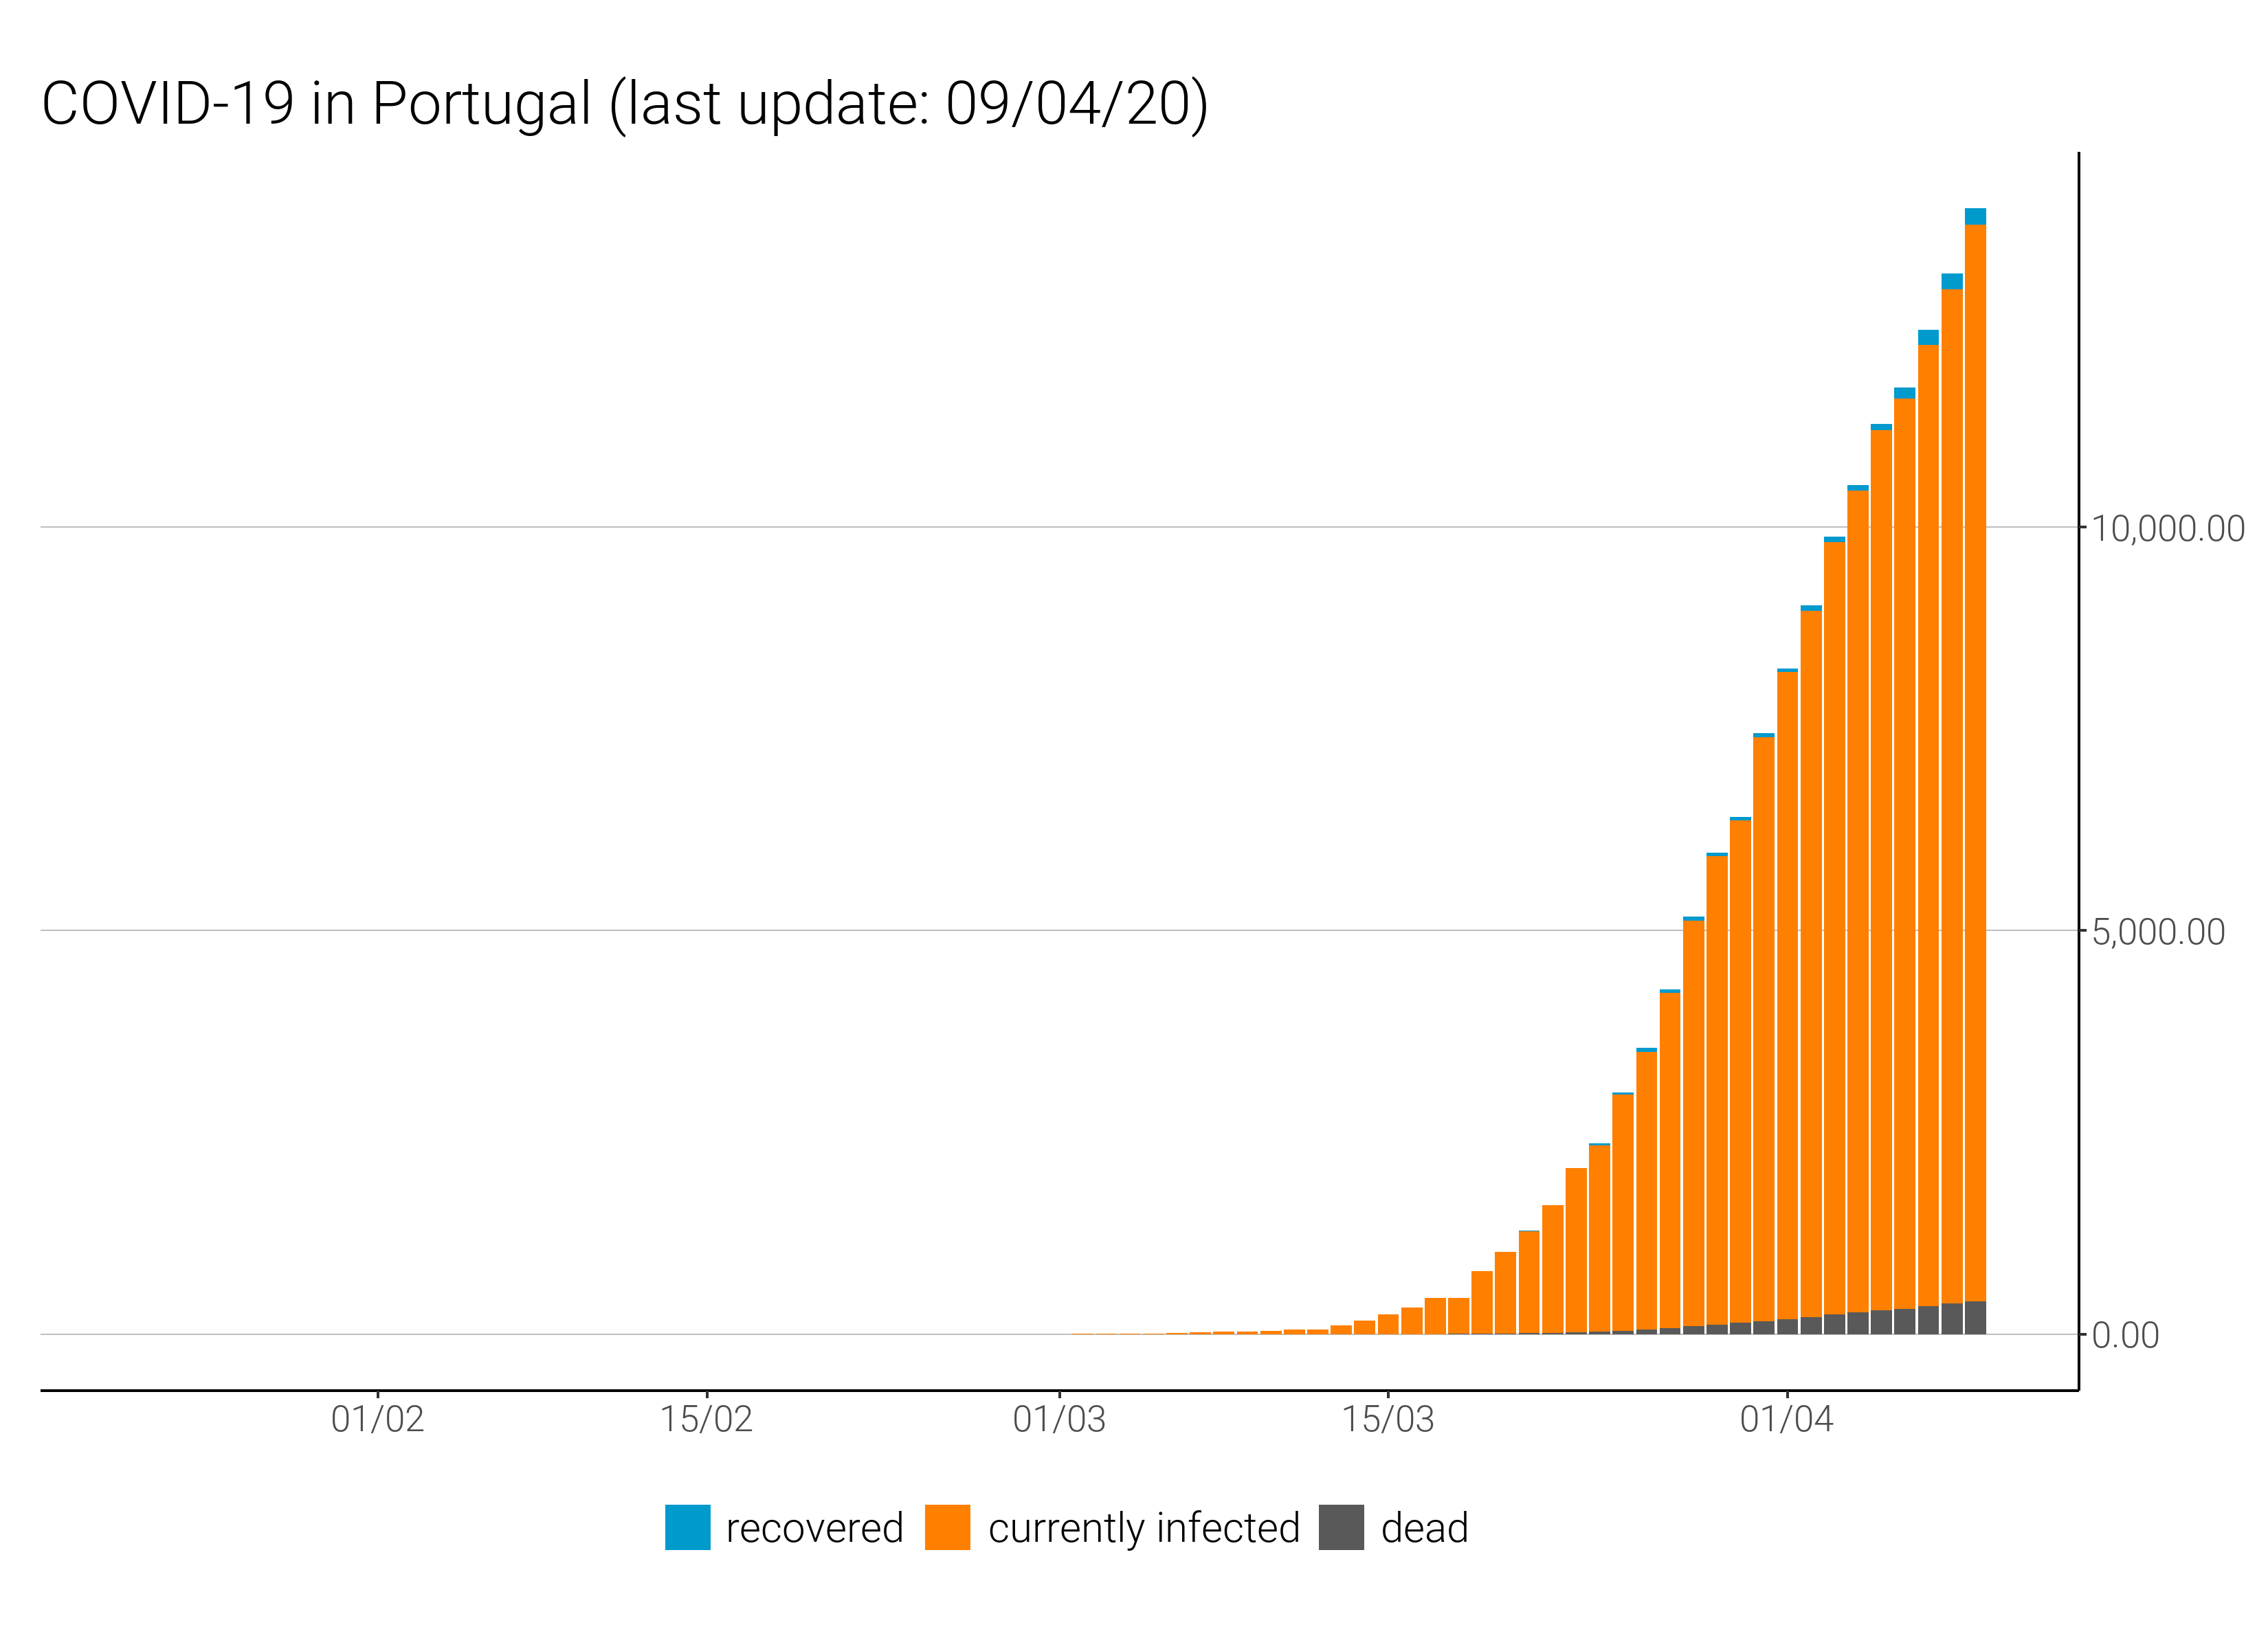 COVID-19 in Portugal (last update: 09/04/20)
10,000.00
5,000.00
0.00
01/02 15/02 01/03 15/03 01/04
recovered currently infected dead